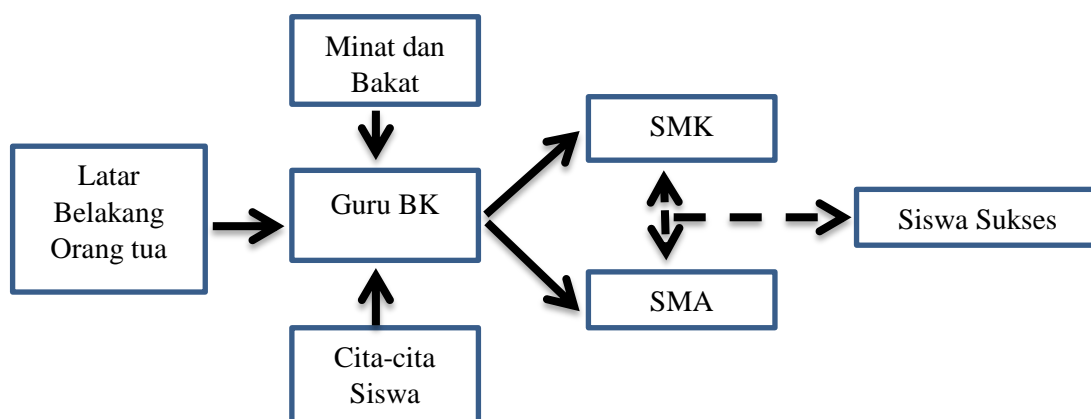 Minat dan
Bakat
Latar
Belakang
Orang tua
Guru BK
Cita-cita
Siswa
SMK
SMA
Siswa Sukses